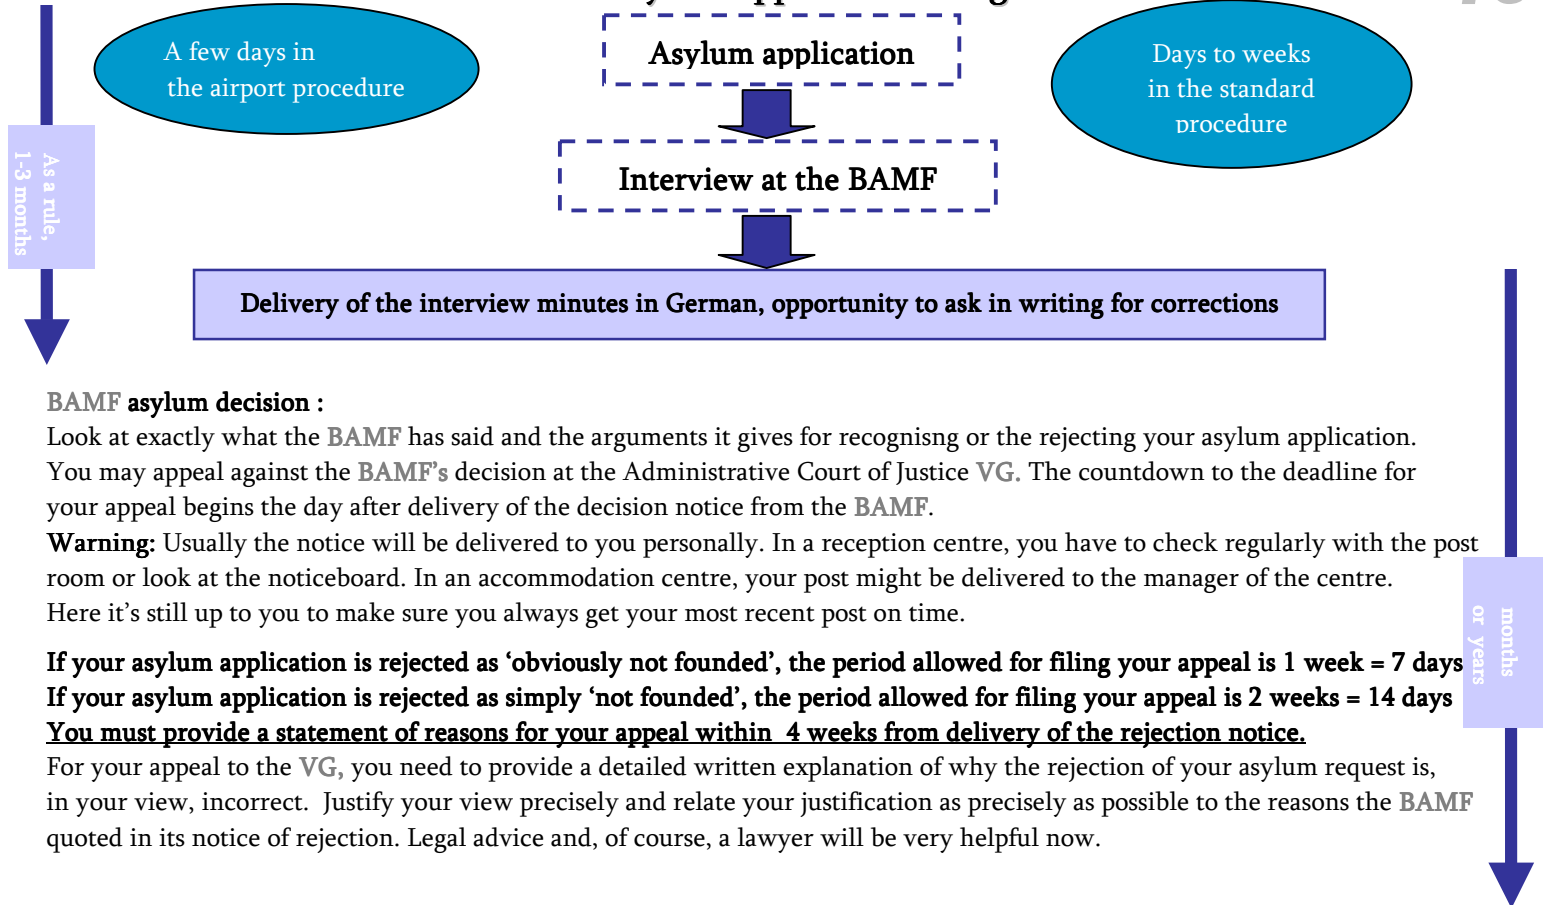 A few days in
the airport procedure
Asylum application
Days to weeks
in the standard
procedure
As a rule,
1-3 months
Interview at the BAMF
Delivery of the interview minutes in German, opportunity to ask in writing for corrections
BAMF asylum decision :
Look at exactly what the BAMF has said and the arguments it gives for recognisng or the rejecting your asylum application.
You may appeal against the BAMF's decision at the Administrative Court of Justice VG. The countdown to the deadline for
your appeal begins the day after delivery of the decision notice from the BAMF.
Warning: Usually the notice will be delivered to you personally. In a reception centre, you have to check regularly with the post
room or look at the noticeboard. In an accommodation centre, your post might be delivered to the manager of the centre.
Here it's still up to you to make sure you always get your most recent post on time.
months
or years
If your asylum application is rejected as 'obviously not founded', the period allowed for filing your appeal is 1 week = 7 days
If your asylum application is rejected as simply 'not founded', the period allowed for filing your appeal is 2 weeks = 14 days
You must provide a statement of reasons for your appeal within 4 weeks from delivery of the rejection notice.
For your appeal to the VG, you need to provide a detailed written explanation of why the rejection of your asylum request is,
in your view, incorrect. Justify your view precisely and relate your justification as precisely as possible to the reasons the BAMF
quoted in its notice of rejection. Legal advice and, of course, a lawyer will be very helpful now.